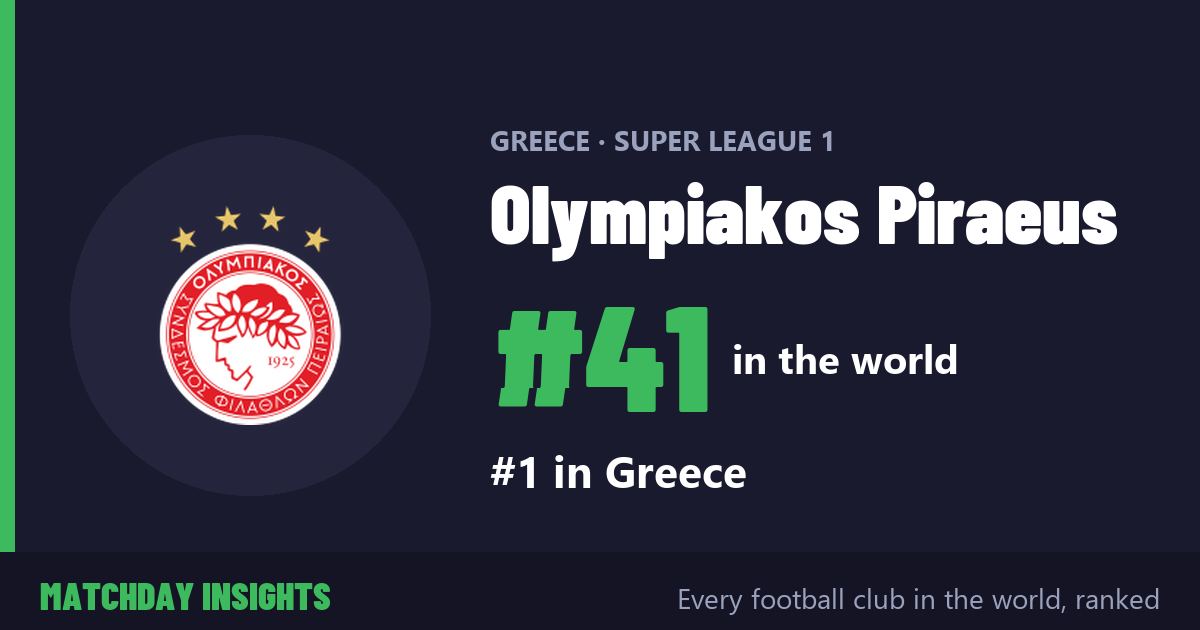 GREECE · SUPER LEAGUE 1
Olympiakos Piraeus
#41 in the world
#1 in Greece
ΟΛΥΜΠΙΑΚΟΣ
ΣΥΝΔΕΣΜΟΣ ΦΙΛΑΘΛΩΝ ΠΕΙΡΑΙΩΣ
1925
MATCHDAY INSIGHTS
Every football club in the world, ranked